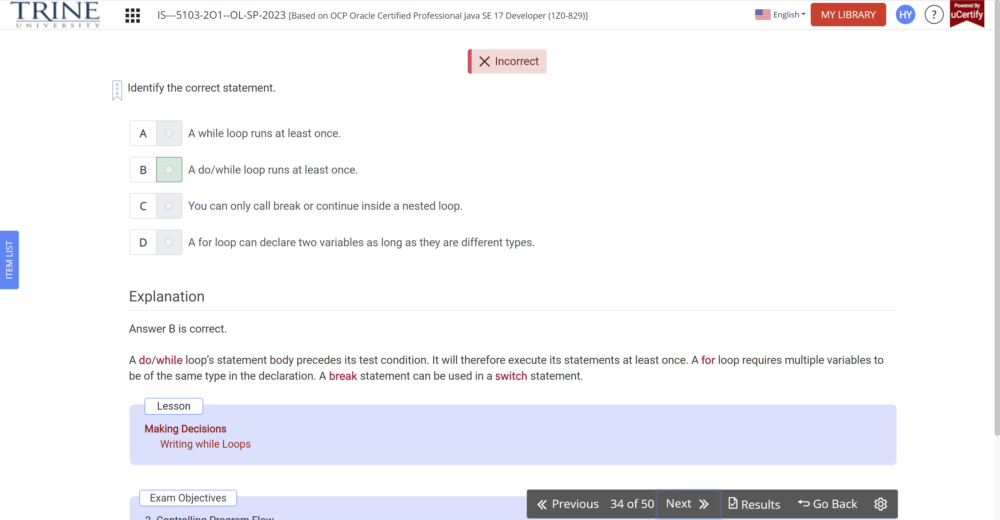 TRINE
UNIVERSITY
IS---5103-2O1--OL-SP-2023 [Based on OCP Oracle Certified Professional Java SE 17 Developer (1Z0-829)]
English
MY LIBRARY
HY
?
Powered By
uCertify
Incorrect
Identify the correct statement.
A A while loop runs at least once.
B A do/while loop runs at least once.
C You can only call break or continue inside a nested loop.
D A for loop can declare two variables as long as they are different types.
ITEM LIST
Explanation
Answer B is correct.
A do/while loop’s statement body precedes its test condition. It will therefore execute its statements at least once. A for loop requires multiple variables to
be of the same type in the declaration. A break statement can be used in a switch statement.
Lesson
Making Decisions
Writing while Loops
Exam Objectives
2. Controlling Program Flow
Previous 34 of 50 Next Results Go Back